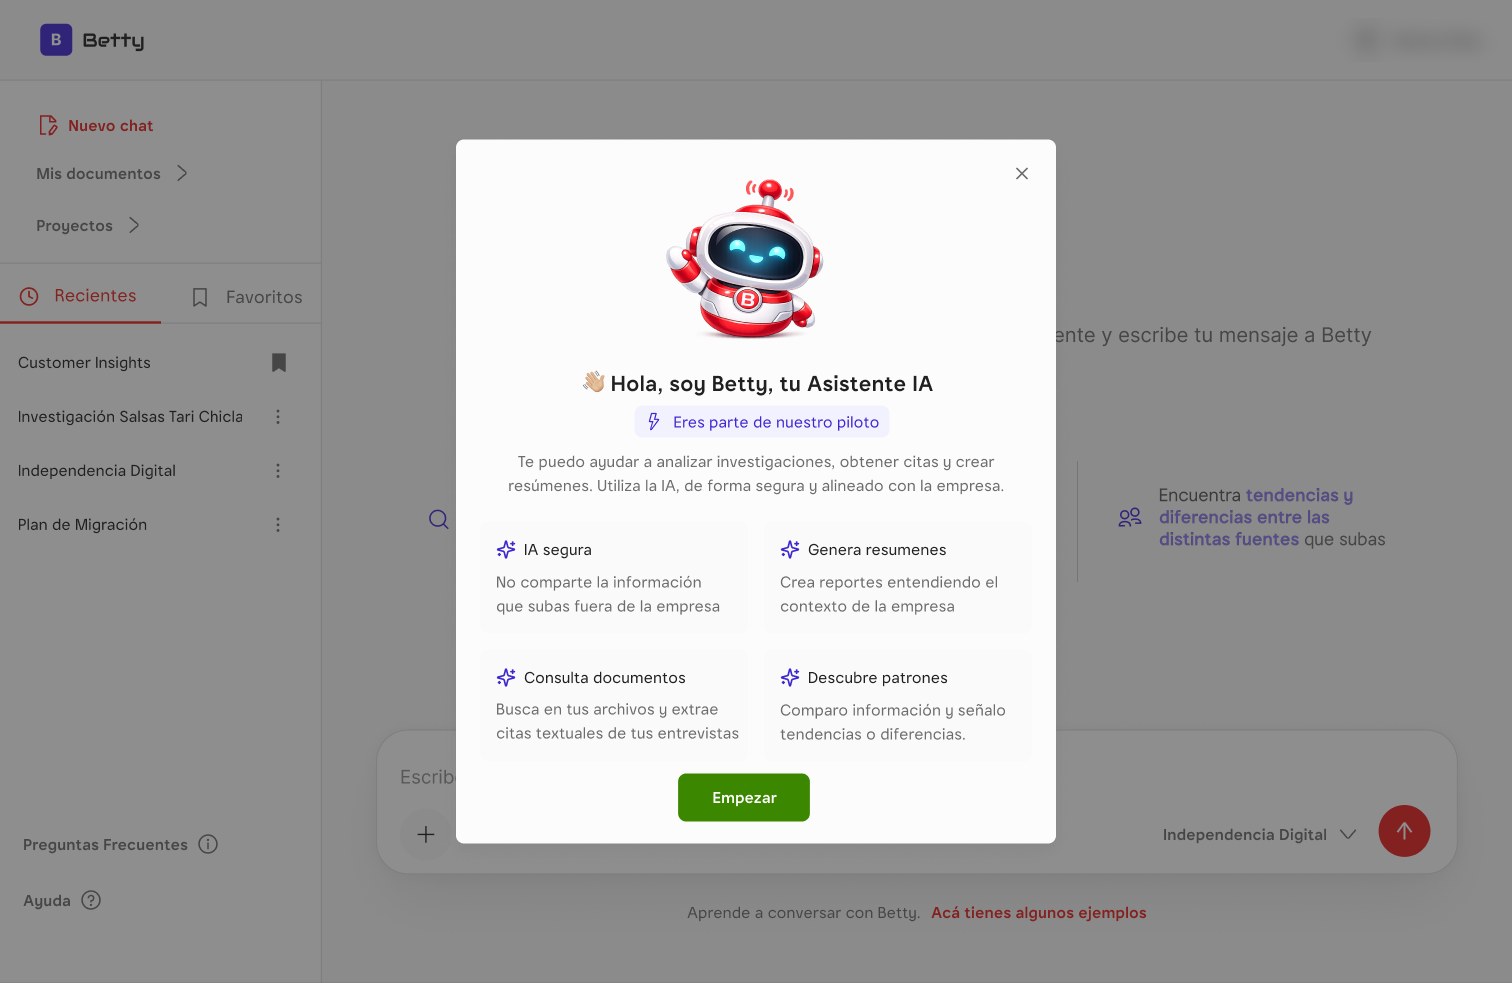 B Betty
Nuevo chat
Mis documentos
Proyectos
Recientes
Favoritos
Customer Insights
Investigación Salsas Tari Chicla
Independencia Digital
Plan de Migración
Preguntas Frecuentes
Ayuda
ente y escribe tu mensaje a Betty
B
👋🏼 Hola, soy Betty, tu Asistente IA
Eres parte de nuestro piloto
Te puedo ayudar a analizar investigaciones, obtener citas y crear
resúmenes. Utiliza la IA, de forma segura y alineado con la empresa.
IA segura
No comparte la información
que subas fuera de la empresa
Genera resumenes
Crea reportes entendiendo el
contexto de la empresa
Consulta documentos
Busca en tus archivos y extrae
citas textuales de tus entrevistas
Descubre patrones
Comparo información y señalo
tendencias o diferencias.
Empezar
Encuentra tendencias y
diferencias entre las
distintas fuentes que subas
Escribe
Independencia Digital
Aprende a conversar con Betty. Acá tienes algunos ejemplos